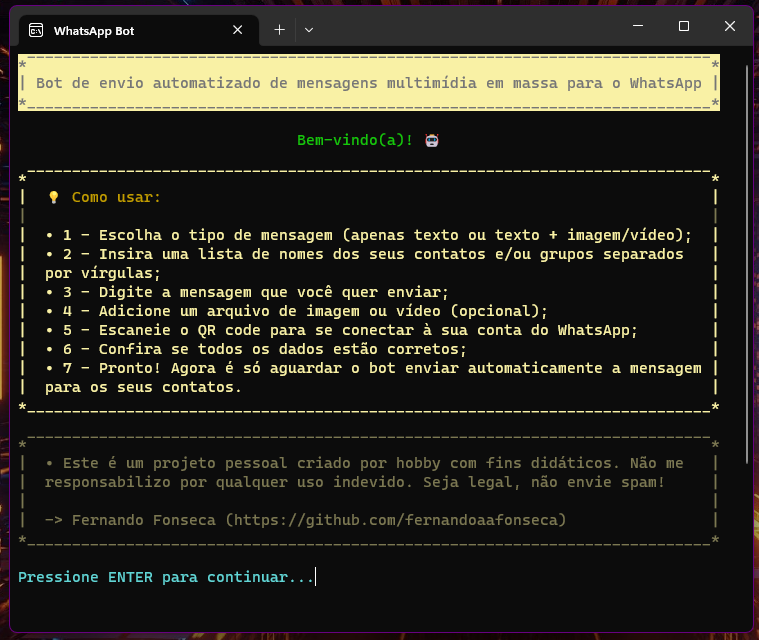 WhatsApp Bot
Bot de envio automatizado de mensagens multimídia em massa para o WhatsApp
Bem-vindo(a)! 🤖
💡 Como usar:
• 1 - Escolha o tipo de mensagem (apenas texto ou texto + imagem/vídeo);
• 2 - Insira uma lista de nomes dos seus contatos e/ou grupos separados
por vírgulas;
• 3 - Digite a mensagem que você quer enviar;
• 4 - Adicione um arquivo de imagem ou vídeo (opcional);
• 5 - Escaneie o QR code para se conectar à sua conta do WhatsApp;
• 6 - Confira se todos os dados estão corretos;
• 7 - Pronto! Agora é só aguardar o bot enviar automaticamente a mensagem
para os seus contatos.
• Este é um projeto pessoal criado por hobby com fins didáticos. Não me
responsabilizo por qualquer uso indevido. Seja legal, não envie spam!
-> Fernando Fonseca (https://github.com/fernandoaafonseca)
Pressione ENTER para continuar...